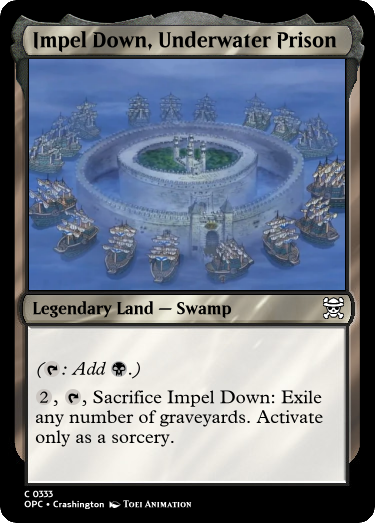 Impel Down, Underwater Prison
Legendary Land — Swamp
(: Add .)
2, , Sacrifice Impel Down: Exile
any number of graveyards. Activate
only as a sorcery.
C 0333
OPC • Crashington Toei Animation